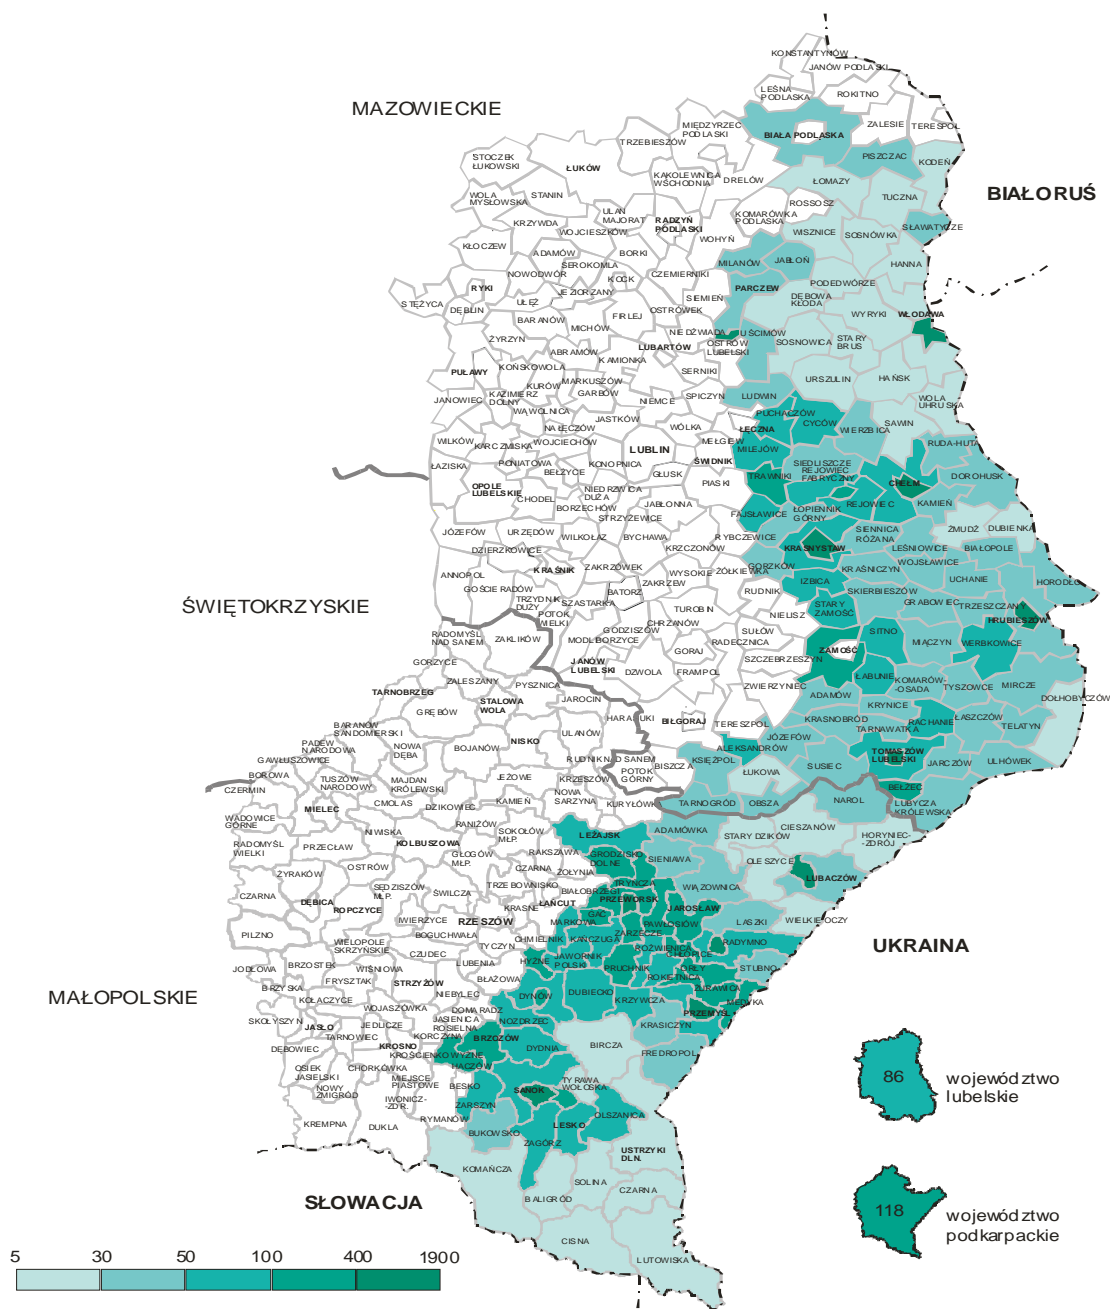 KONSTANTYNÓW
JANÓW PODLASKI
LEŚNA
PODLASKA
ROKITNO
MAZOWIECKIE
MIĘDZYRZEC
PODLASKI
BIAŁA PODLASKA
ZALESIE
TERESPOL
TRZEBIESZÓW
STOCZEK
ŁUKOWSKI
ŁUKÓW
PISZCZAC
KODEŃ
KĄKOLEWNICA
WSCHODNIA
DRELÓW
ŁOMAZY
BIAŁORUŚ
WOLA
MYSŁOWSKA
STANIN
ROSSOSZ
TUCZNA
ULAN
MAJORAT
RADZYŃ
PODLASKI
KOMARÓWKA
PODLASKA
KRZYWDA
WOJCIESZKÓW
WISZNICE
SOSNÓWKA
SŁAWATYCZE
KŁOCZEW
ADAMÓW
BORKI
WOHYŃ
SEROKOMLA
MILANÓW
JABŁOŃ
HANNA
NOWODWÓR
KOCK
CZEMIERNIKI
RYKI
JEZIORZANY
PARCZEW
PODEDWÓRZE
STĘŻYCA
UŁĘŻ
SIEMIEŃ
DĘBOWA
KŁODA
DĘBLIN
FIRLEJ
OSTRÓWEK
WYRYKI
WŁODAWA
BARANÓW
MICHÓW
NIEDŹWIADA
UŚCIMÓW
ŻYRZYN
LUBARTÓW
OSTRÓW
LUBELSKI
SOSNOWICA
STARY
BRUS
ABRAMÓW
KAMIONKA
PUŁAWY
KOŃSKOWOLA
SERNIKI
MARKUSZÓW
URSZULIN
HAŃSK
KURÓW
GARBÓW
JANOWIEC
KAZIMIERZ
DOLNY
NIEMCE
SPICZYN
LUDWIN
WOLA
UHRUSKA
WĄWOLNICA
PUCHACZÓW
JASTKÓW
CYCÓW
SAWIN
NAŁĘCZÓW
WÓLKA
ŁĘCZNA
WIERZBICA
WILKÓW
KARCZMISKA
WOJCIECHÓW
MEŁGIEW
MILEJÓW
RUDA-HUTA
LUBLIN
ŁAZISKA
PONIATOWA
KONOPNICA
ŚWIDNIK
SIEDLISZCZE
BEŁŻYCE
GŁUSK
REJOWIEC
FABRYCZNY
DOROHUSK
OPOLE
LUBELSKIE
PIASKI
TRAWNIKI
CHEŁM
CHODEL
NIEDRZWICA
DUŻA
JABŁONNA
REJOWIEC
KAMIEŃ
BORZECHÓW
STRZYŻEWICE
FAJSŁAWICE
ŁOPIENNIK
GÓRNY
JÓZEFÓW
URZĘDÓW
WILKOŁAZ
BYCHAWA
RYBCZEWICE
SIENNICA
RÓŻANA
ŻMUDŹ
DUBIENKA
DZIERZKOWICE
KRZCZONÓW
KRASNYSTAW
LEŚNIOWICE
BIAŁOPOLE
KRAŚNIK
ZAKRZÓWEK
GORZKÓW
WOJSŁAWICE
ANNOPOL
WYSOKIE
ŻÓŁKIEWKA
KRAŚNICZYN
UCHANIE
GOŚCIERADÓW
ZAKRZEW
IZBICA
HORODŁO
ŚWIĘTOKRZYSKIE
BATORZ
RUDNIK
SKIERBIESZÓW
TRZYDNIK
DUŻY
SZASTARKA
GRABOWIEC
TRZESZCZANY
TUROBIN
STARY
ZAMOŚĆ
POTOK
WIELKI
CHRZANÓW
NIELISZ
HRUBIESZÓW
RADOMYŚL
NAD SANEM
GODZISZÓW
SUŁÓW
SITNO
ZAKLIKÓW
MODLIBORZYCE
RADECZNICA
MIĄCZYN
WERBKOWICE
GORAJ
ZAMOŚĆ
GORZYCE
JANÓW
LUBELSKI
DZWOLA
FRAMPOL
SZCZEBRZESZYN
ŁABUNIE
ZALESZANY
KOMARÓW-
OSADA
TYSZOWCE
MIRCZE
TARNOBRZEG
PYSZNICA
ZWIERZYNIEC
ADAMÓW
DOŁHOBYCZÓW
STALOWA
WOLA
JAROCIN
KRYNICE
GRĘBÓW
HARASIUKI
BIŁGORAJ
TERESPOL
KRASNOBRÓD
RACHANIE
ŁASZCZÓW
TELATYN
BARANÓW
SANDOMIERSKI
TARNAWATKA
NISKO
ULANÓW
JÓZEFÓW
PADEW
NARODOWA
NOWA
DĘBA
BOJANÓW
ALEKSANDRÓW
TOMASZÓW
LUBELSKI
GAWŁUSZOWICE
RUDNIK NAD SANEM
BISZCZA
KSIĘŻPOL
SUSIEC
JARCZÓW
ULHÓWEK
BOROWA
POTOK
GÓRNY
CZERMIN
TUSZÓW
NARODOWY
MAJDAN
KRÓLEWSKI
JEŻOWE
KRZESZÓW
ŁUKOWA
BEŁŻEC
NOWA
SARZYNA
MIELEC
CMOLAS
DZIKOWIEC
KAMIEŃ
KURYŁÓWKA
TARNOGRÓD
OBSZA
NAROL
LUBYCZA
KRÓLEWSKA
WADOWICE
GÓRNE
RANIŻÓW
NIWISKA
SOKOŁÓW
MŁP.
LEŻAJSK
ADAMÓWKA
CIESZANÓW
RADOMYŚL
WIELKI
PRZECŁAW
KOLBUSZOWA
STARY DZIKÓW
HORYNIEC-
-ZDRÓJ
GŁOGÓW
MŁP.
RAKSZAWA
GRODZISKO
DOLNE
SIENIAWA
OSTRÓW
CZARNA
OLESZYCE
ŻYRAKÓW
ŻOŁYNIA
LUBACZÓW
SĘDZISZÓW
MŁP.
TRZEBOWNISKO
TRYŃCZA
CZARNA
ŚWILCZA
BIAŁOBRZEGI
WIĄZOWNICA
DĘBICA
ROPCZYCE
KRASNE
ŁAŃCUT
PRZEWORSK
JAROSŁAW
RZESZÓW
GAĆ
IWIERZYCE
MARKOWA
PAWŁOSIÓW
LASZKI
WIELKIE OCZY
PILZNO
BOGUCHWAŁA
ZARZECZE
CHMIELNIK
KAŃCZUGA
RADYMNO
WIELOPOLE
SKRZYŃSKIE
TYCZYN
ROŹWIENICA
UKRAINA
CZUDEC
CHŁOPICE
JODŁOWA
BRZOSTEK
WIŚNIOWA
LUBENIA
HYŻNE
JAWORNIK
POLSKI
PRUCHNIK
ORŁY
STUBNO
FRYSZTAK
ROKIETNICA
BŁAŻOWA
MAŁOPOLSKIE
BRZYSKA
STRZYŻÓW
NIEBYLEC
DYNÓW
DUBIECKO
KRZYWCZA
ŻURAWICA
KOŁACZYCE
MEDYKA
WOJASZÓWKA
DOMARADZ
PRZEMYŚL
SKOŁYSZYN
JASŁO
JEDLICZE
JASIENICA
ROSIELNA
NOZDRZEC
KRASICZYN
TARNOWIEC
KORCZYNA
BRZOZÓW
KROSNO
DYDNIA
BIRCZA
DĘBOWIEC
KROŚCIENKO WYŻNE
FREDROPOL
HACZÓW
OSIEK
JASIELSKI
CHORKÓWKA
MIEJSCE
PIASTOWE
BESKO
TYRAWA
WOŁOSKA
86
województwo
lubelskie
NOWY
ŻMIGRÓD
SANOK
IWONICZ-
-ZDR.
ZARSZYN
RYMANÓW
OLSZANICA
KREMPNA
LESKO
DUKLA
BUKOWSKO
ZAGÓRZ
USTRZYKI
DLN.
KOMAŃCZA
SOLINA
CZARNA
SŁOWACJA
BALIGRÓD
118
województwo
podkarpackie
CISNA
5 30 50 100 400 1900
LUTOWISKA